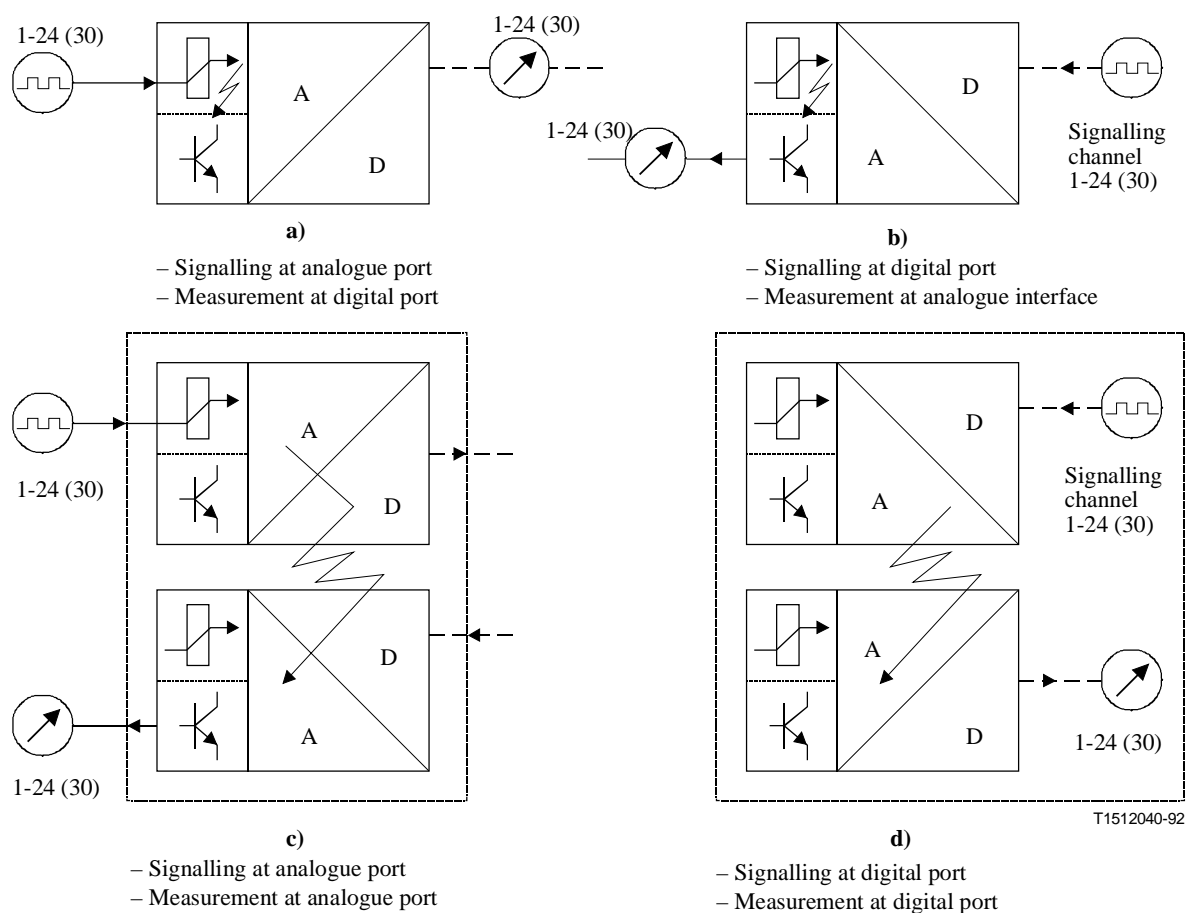 1-24 (30)
A
D
1-24 (30)
a)
– Signalling at analogue port
– Measurement at digital port
1-24 (30)
A
D
Signalling
channel
1-24 (30)
b)
– Signalling at digital port
– Measurement at analogue interface
1-24 (30)
A
D
D
A
1-24 (30)
c)
– Signalling at analogue port
– Measurement at analogue port
D
A
Signalling
channel
1-24 (30)
A
D
1-24 (30)
T1512040-92
d)
– Signalling at digital port
– Measurement at digital port